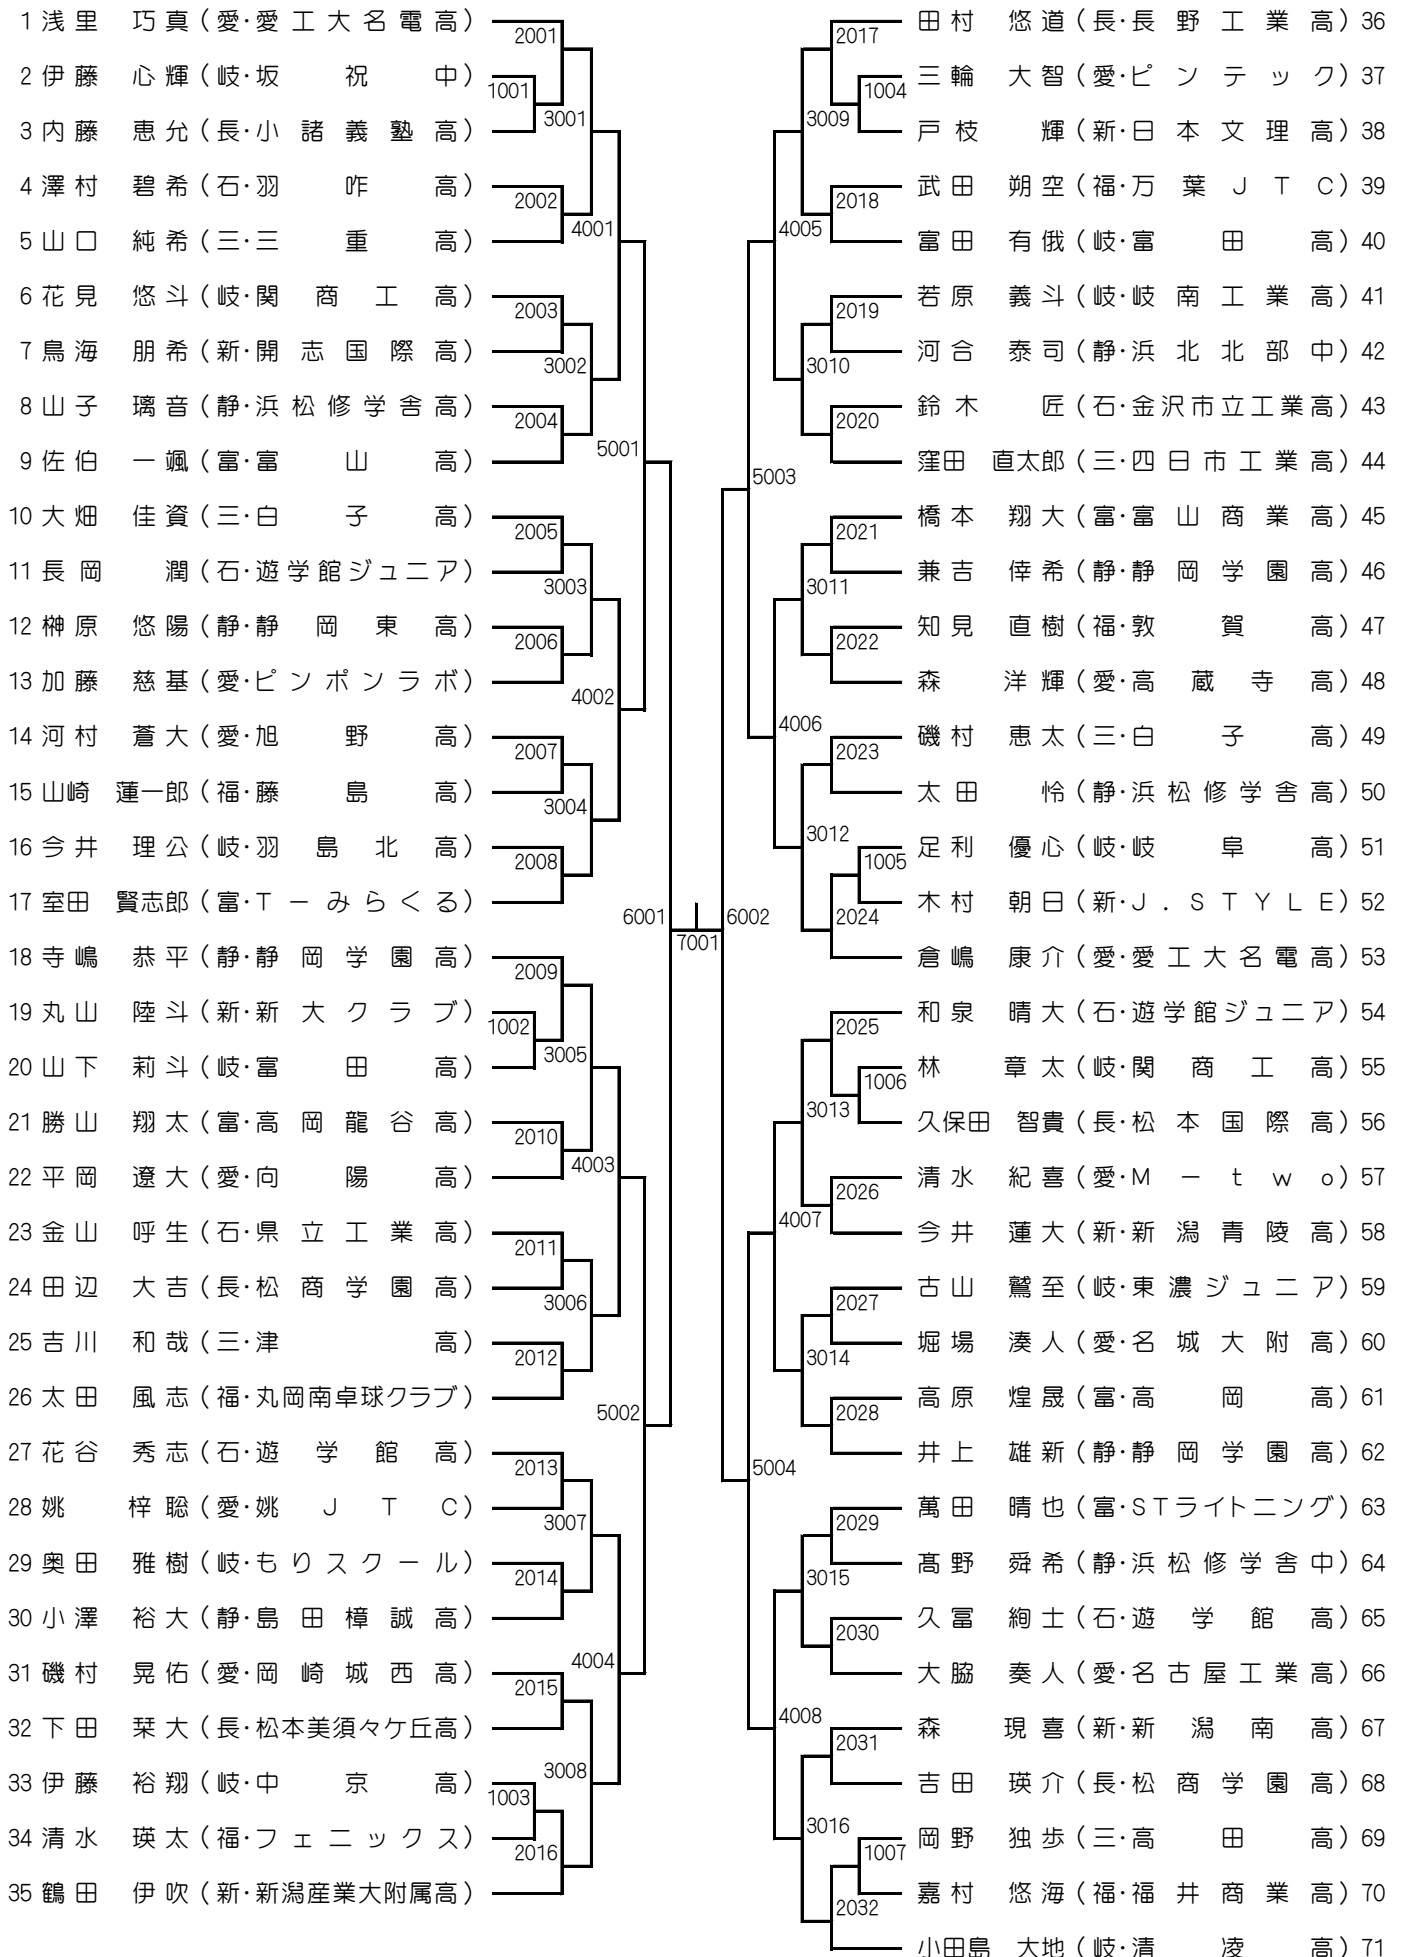 1 浅里 巧真（愛・愛工大名電高）
2 伊藤 心輝（岐・坂祝中）
3 内藤 恵允（長・小諸義塾高）
4 澤村 碧希（石・羽咋高）
5 山口 純希（三・三重高）
6 花見 悠斗（岐・関商工高）
7 鳥海 朋希（新・開志国際高）
8 山子 璃音（静・浜松修学舎高）
9 佐伯 一颯（富・富山高）
10 大畑 佳資（三・白子高）
11 長岡 潤（石・遊学館ジュニア）
12 榊原 悠陽（静・静岡東高）
13 加藤 慈基（愛・ピンポンラボ）
14 河村 蒼大（愛・旭野高）
15 山崎 蓮一郎（福・藤島高）
16 今井 理公（岐・羽島北高）
17 室田 賢志郎（富・T－みらくる）
18 寺嶋 恭平（静・静岡学園高）
19 丸山 陸斗（新・新大クラブ）
20 山下 莉斗（岐・富田高）
21 勝山 翔太（富・高岡龍谷高）
22 平岡 遼大（愛・向陽高）
23 金山 呼生（石・県立工業高）
24 田辺 大吉（長・松商学園高）
25 吉川 和哉（三・津高）
26 太田 風志（福・丸岡南卓球クラブ）
27 花谷 秀志（石・遊学館高）
28 姚 梓聡（愛・姚JTC）
29 奥田 雅樹（岐・もりスクール）
30 小澤 裕大（静・島田樟誠高）
31 磯村 晃佑（愛・岡崎城西高）
32 下田 栞大（長・松本美須々ケ丘高）
33 伊藤 裕翔（岐・中京高）
34 清水 瑛太（福・フェニックス）
35 鶴田 伊吹（新・新潟産業大附属高）
2001
1001
3001
2002
4001
2003
3002
2004
5001
2005
3003
2006
4002
2007
3004
2008
6001
7001
6002
2009
1002
3005
2010
4003
2011
3006
2012
5002
2013
3007
2014
4004
2015
3008
1003
2016
2017
1004
3009
2018
4005
2019
3010
2020
5003
2021
3011
2022
4006
2023
3012
1005
2024
2025
1006
3013
2026
4007
2027
3014
2028
5004
2029
3015
2030
4008
2031
3016
1007
2032
田村 悠道（長・長野工業高）36
三輪 大智（愛・ピンテック）37
戸枝 輝（新・日本文理高）38
武田 朔空（福・万葉JTC）39
富田 有俄（岐・富田高）40
若原 義斗（岐・岐南工業高）41
河合 泰司（静・浜北北部中）42
鈴木 匠（石・金沢市立工業高）43
窪田 直太郎（三・四日市工業高）44
橋本 翔大（富・富山商業高）45
兼吉 倖希（静・静岡学園高）46
知見 直樹（福・敦賀高）47
森 洋輝（愛・高蔵寺高）48
磯村 恵太（三・白子高）49
太田 怜（静・浜松修学舎高）50
足利 優心（岐・岐阜高）51
木村 朝日（新・J．STYLE）52
倉嶋 康介（愛・愛工大名電高）53
和泉 晴大（石・遊学館ジュニア）54
林 章太（岐・関商工高）55
久保田 智貴（長・松本国際高）56
清水 紀喜（愛・M－two）57
今井 蓮大（新・新潟青陵高）58
古山 鷲至（岐・東濃ジュニア）59
堀場 湊人（愛・名城大附高）60
高原 煌晟（富・高岡高）61
井上 雄新（静・静岡学園高）62
萬田 晴也（富・STライトニング）63
髙野 舜希（静・浜松修学舎中）64
久冨 絢士（石・遊学館高）65
大脇 奏人（愛・名古屋工業高）66
森 現喜（新・新潟南高）67
吉田 瑛介（長・松商学園高）68
岡野 独歩（三・高田高）69
嘉村 悠海（福・福井商業高）70
小田島 大地（岐・清凌高）71